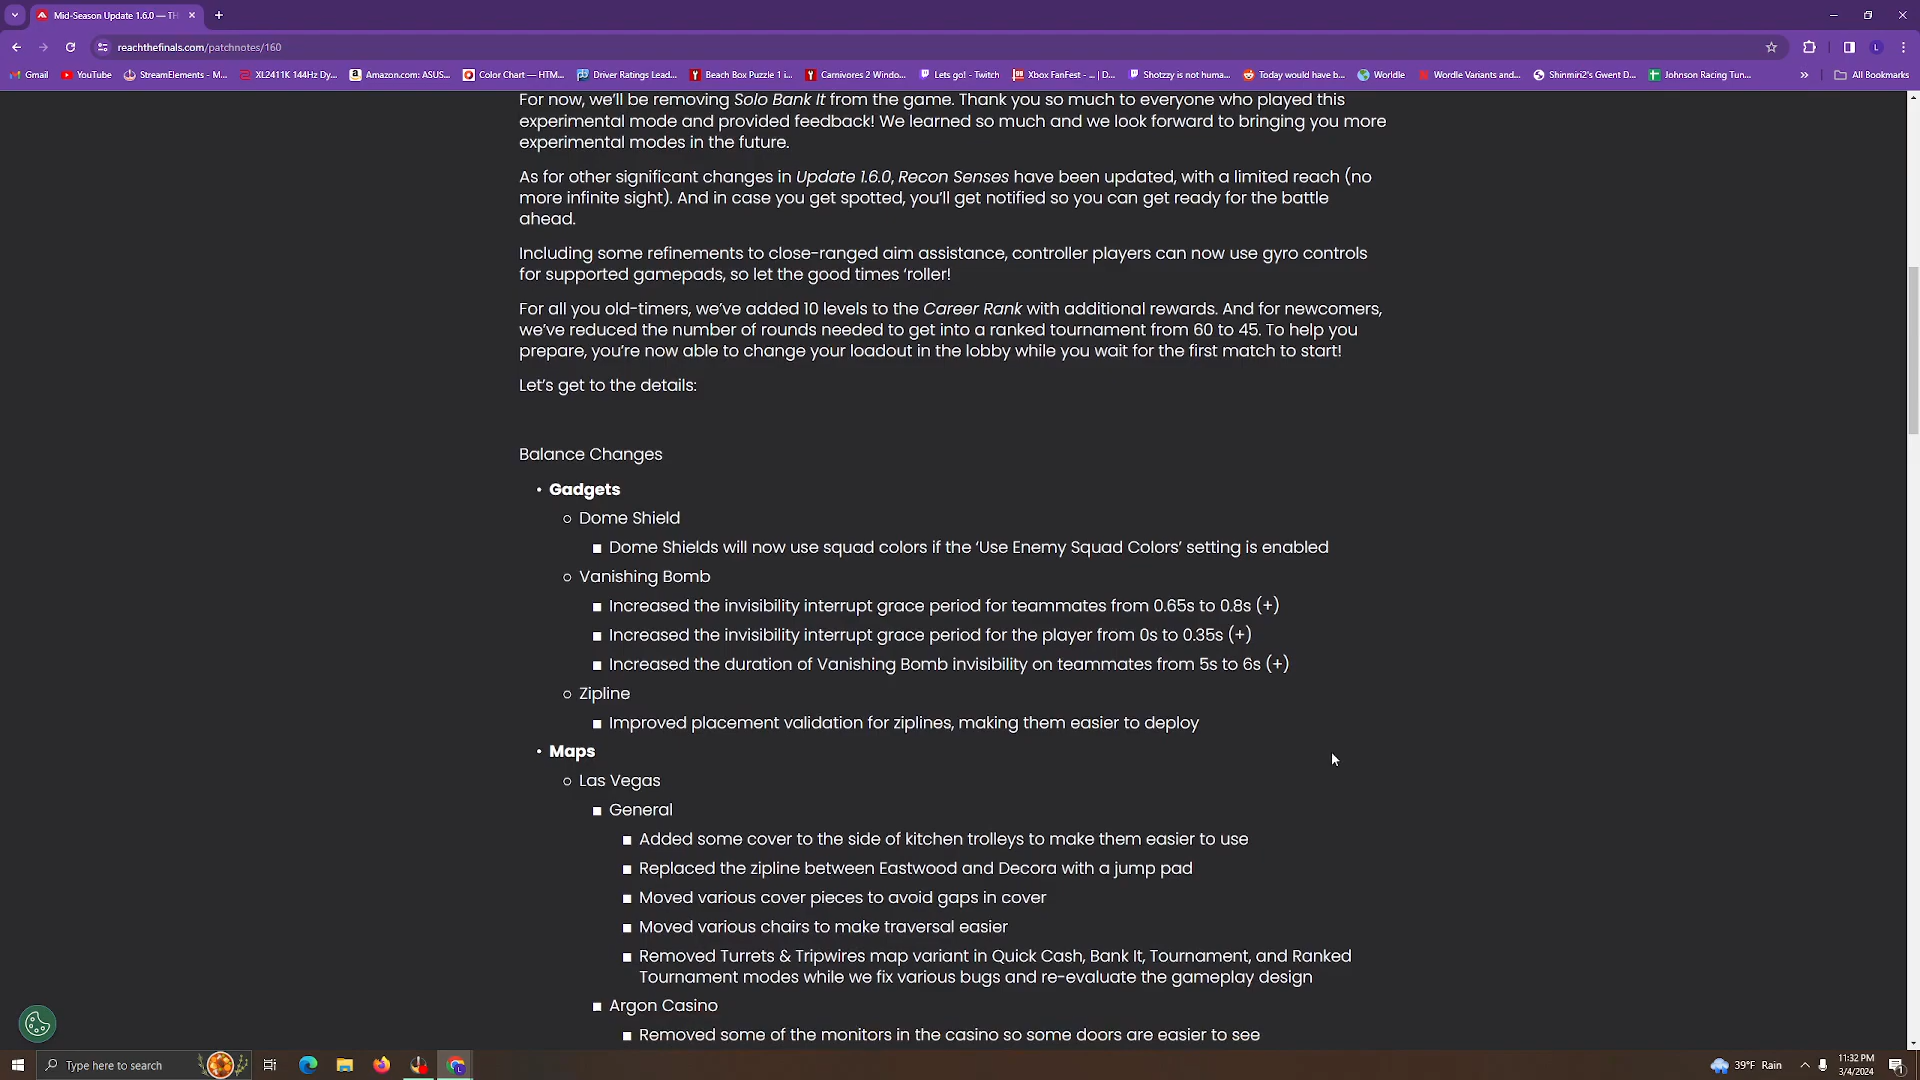 Mid-Season Update 1.6.0 — TH
reachthefinals.com/patchnotes/160
Gmail
YouTube
StreamElements - M...
XL2411K 144Hz Dy...
Amazon.com: ASUS...
Color Chart — HTM...
Driver Ratings Lead...
Beach Box Puzzle 1 i...
Carnivores 2 Windo...
Lets go! - Twitch
Xbox FanFest - ... | D...
Shotzzy is not huma...
Today would have b...
Worldle
Wordle Variants and...
Shinmiri2's Gwent D...
Johnson Racing Tun...
»
All Bookmarks
For now, we'll be removing Solo Bank It from the game. Thank you so much to everyone who played this
experimental mode and provided feedback! We learned so much and we look forward to bringing you more
experimental modes in the future.
As for other significant changes in Update 1.6.0, Recon Senses have been updated, with a limited reach (no
more infinite sight). And in case you get spotted, you'll get notified so you can get ready for the battle
ahead.
Including some refinements to close-ranged aim assistance, controller players can now use gyro controls
for supported gamepads, so let the good times ‘roller!
For all you old-timers, we've added 10 levels to the Career Rank with additional rewards. And for newcomers,
we've reduced the number of rounds needed to get into a ranked tournament from 60 to 45. To help you
prepare, you're now able to change your loadout in the lobby while you wait for the first match to start!
Let's get to the details:
Balance Changes
• Gadgets
Dome Shield
Dome Shields will now use squad colors if the ‘Use Enemy Squad Colors’ setting is enabled
Vanishing Bomb
Increased the invisibility interrupt grace period for teammates from 0.65s to 0.8s (+)
Increased the invisibility interrupt grace period for the player from 0s to 0.35s (+)
Increased the duration of Vanishing Bomb invisibility on teammates from 5s to 6s (+)
Zipline
Improved placement validation for ziplines, making them easier to deploy
• Maps
Las Vegas
General
Added some cover to the side of kitchen trolleys to make them easier to use
Replaced the zipline between Eastwood and Decora with a jump pad
Moved various cover pieces to avoid gaps in cover
Moved various chairs to make traversal easier
Removed Turrets & Tripwires map variant in Quick Cash, Bank It, Tournament, and Ranked
Tournament modes while we fix various bugs and re-evaluate the gameplay design
Argon Casino
Removed some of the monitors in the casino so some doors are easier to see
Type here to search
39°F Rain
11:32 PM
3/4/2024